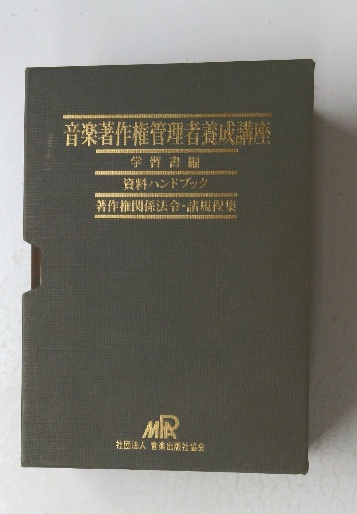 音楽著作権管理者養成講座
学習書編
資料ハンドブック
著作権関係法令・諸規程集
MPA
社団法人 音楽出版社協会